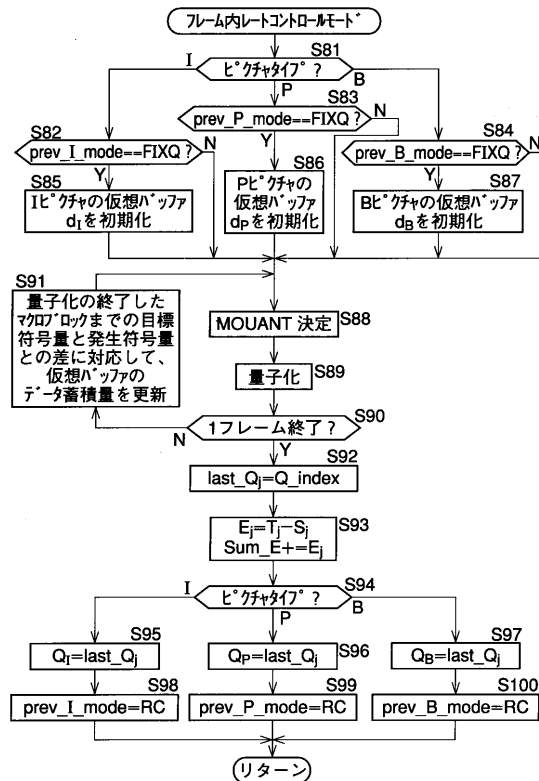 フレーム内レートコントロールモード
S81
ピクチャタイプ?
I
B
P
S83
prev_P_mode==FIXQ?
N
Y
S82
prev_I_mode==FIXQ?
N
Y
S84
prev_B_mode==FIXQ?
N
Y
S85
Iピクチャの
仮想バッファ
dIを初期化
S86
Pピクチャの
仮想バッファ
dPを初期化
S87
Bピクチャの
仮想バッファ
dBを初期化
S91
量子化の終了した
マクロブロックまでの目標
符号量と発生符号量
との差に対応して、
仮想バッファの
データ蓄積量を更新
MQUANT 決定
S88
量子化
S89
1フレーム終了?
S90
N
Y
S92
last_Qj=Q_index
S93
Ej=Tj−Sj
Sum_E+=Ej
S94
ピクチャタイプ?
I
B
P
S95
QI=last_Qj
S96
QP=last_Qj
S97
QB=last_Qj
S98
prev_I_mode=RC
S99
prev_P_mode=RC
S100
prev_B_mode=RC
リターン